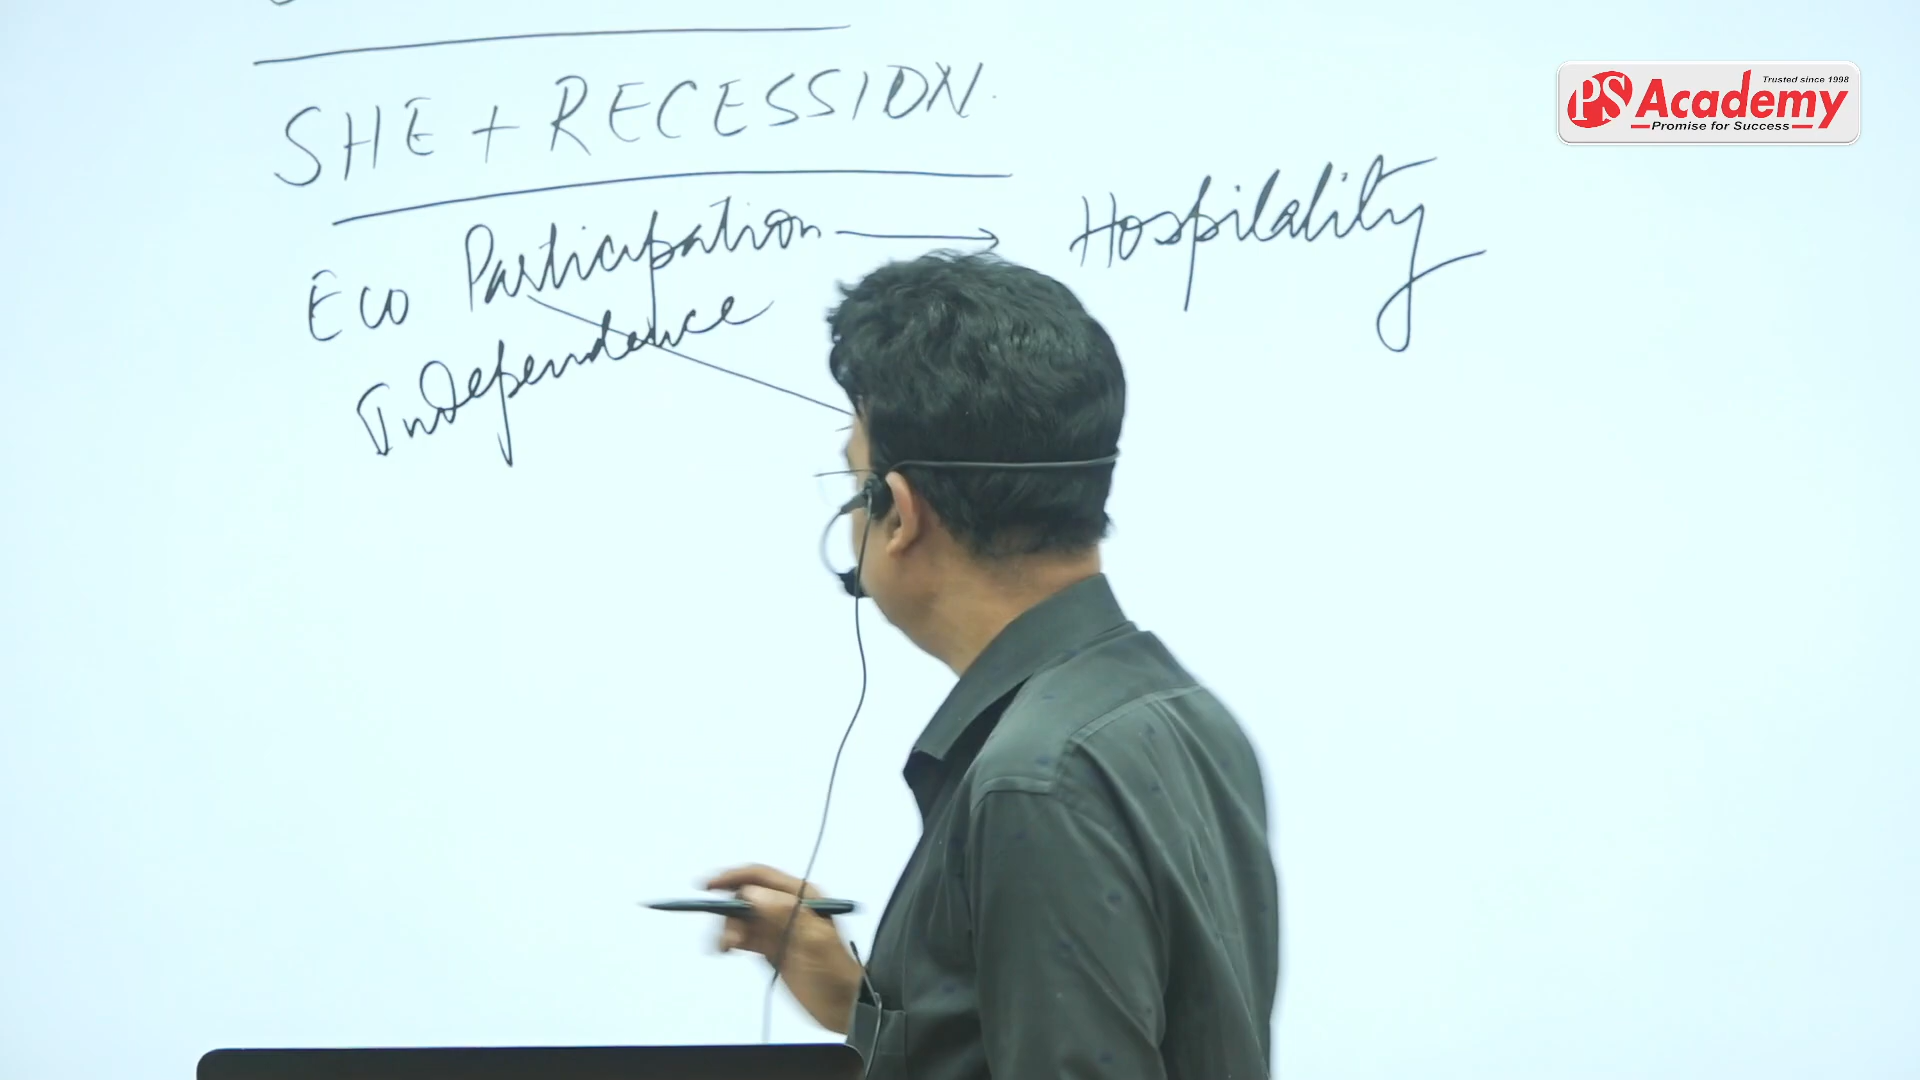 SHE + RECESSION
Eco Participation → Hospitality
Independence
PS Academy
Trusted since 1998
Promise for Success